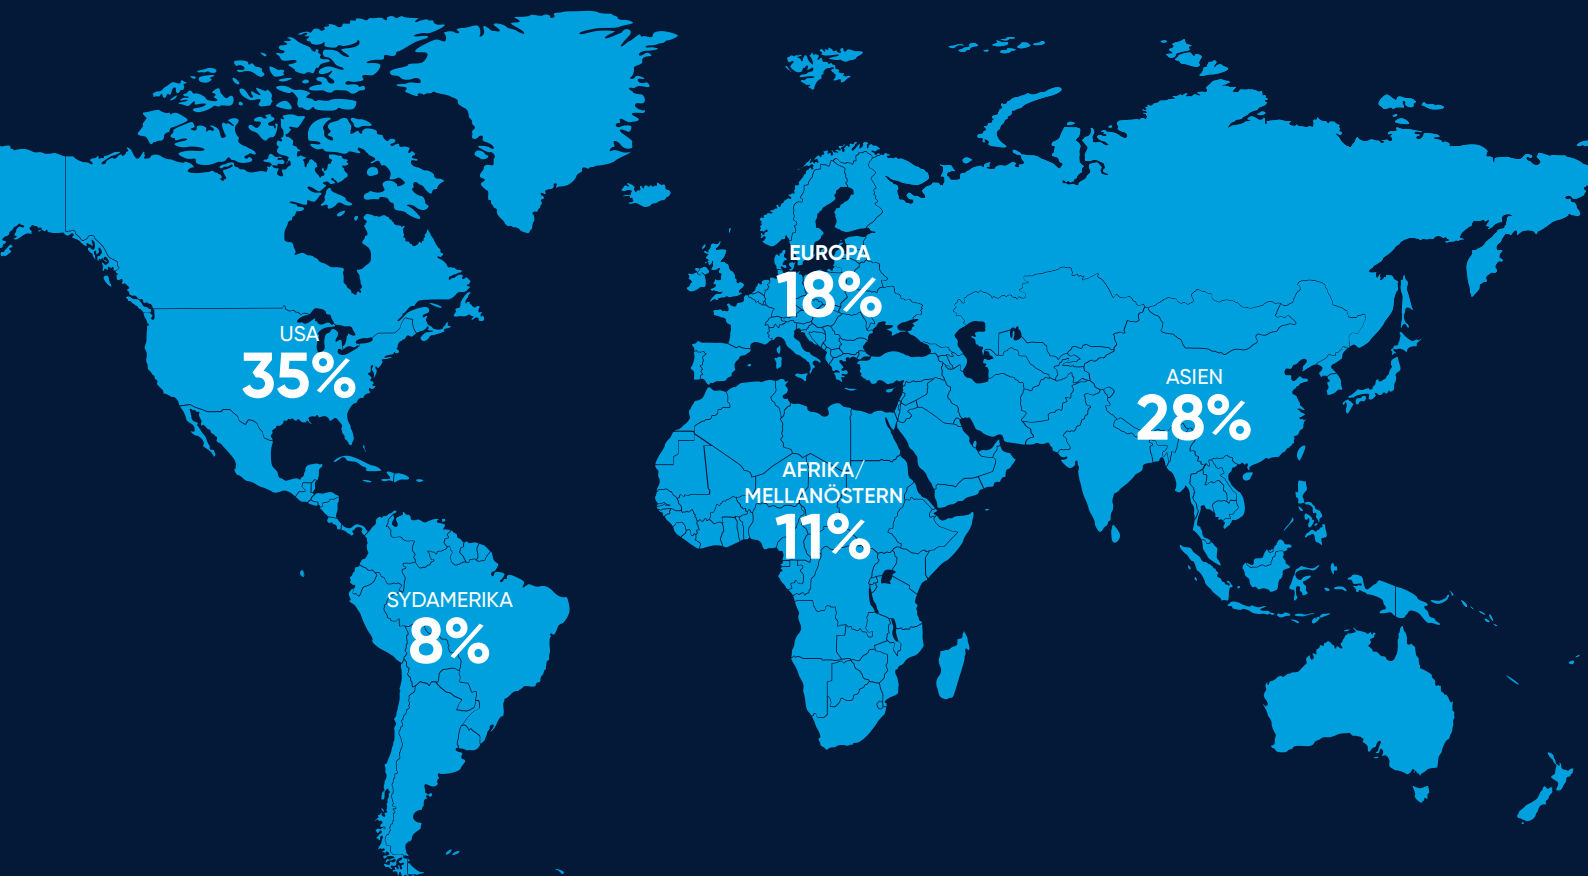 EUROPA
18%
USA
35%
ASIEN
28%
AFRIKA/
MELLANÖSTERN
11%
SYDAMERIKA
8%